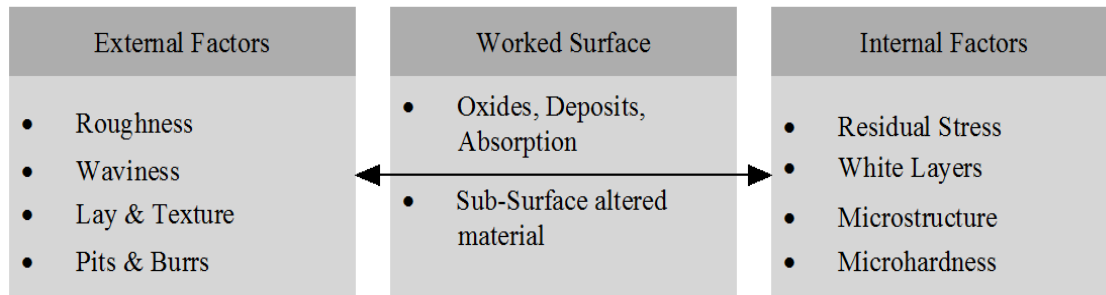 External Factors
• Roughness
• Waviness
• Lay & Texture
• Pits & Burrs
Worked Surface
• Oxides, Deposits,
Absorption
• Sub-Surface altered
material
Internal Factors
• Residual Stress
• White Layers
• Microstructure
• Microhardness